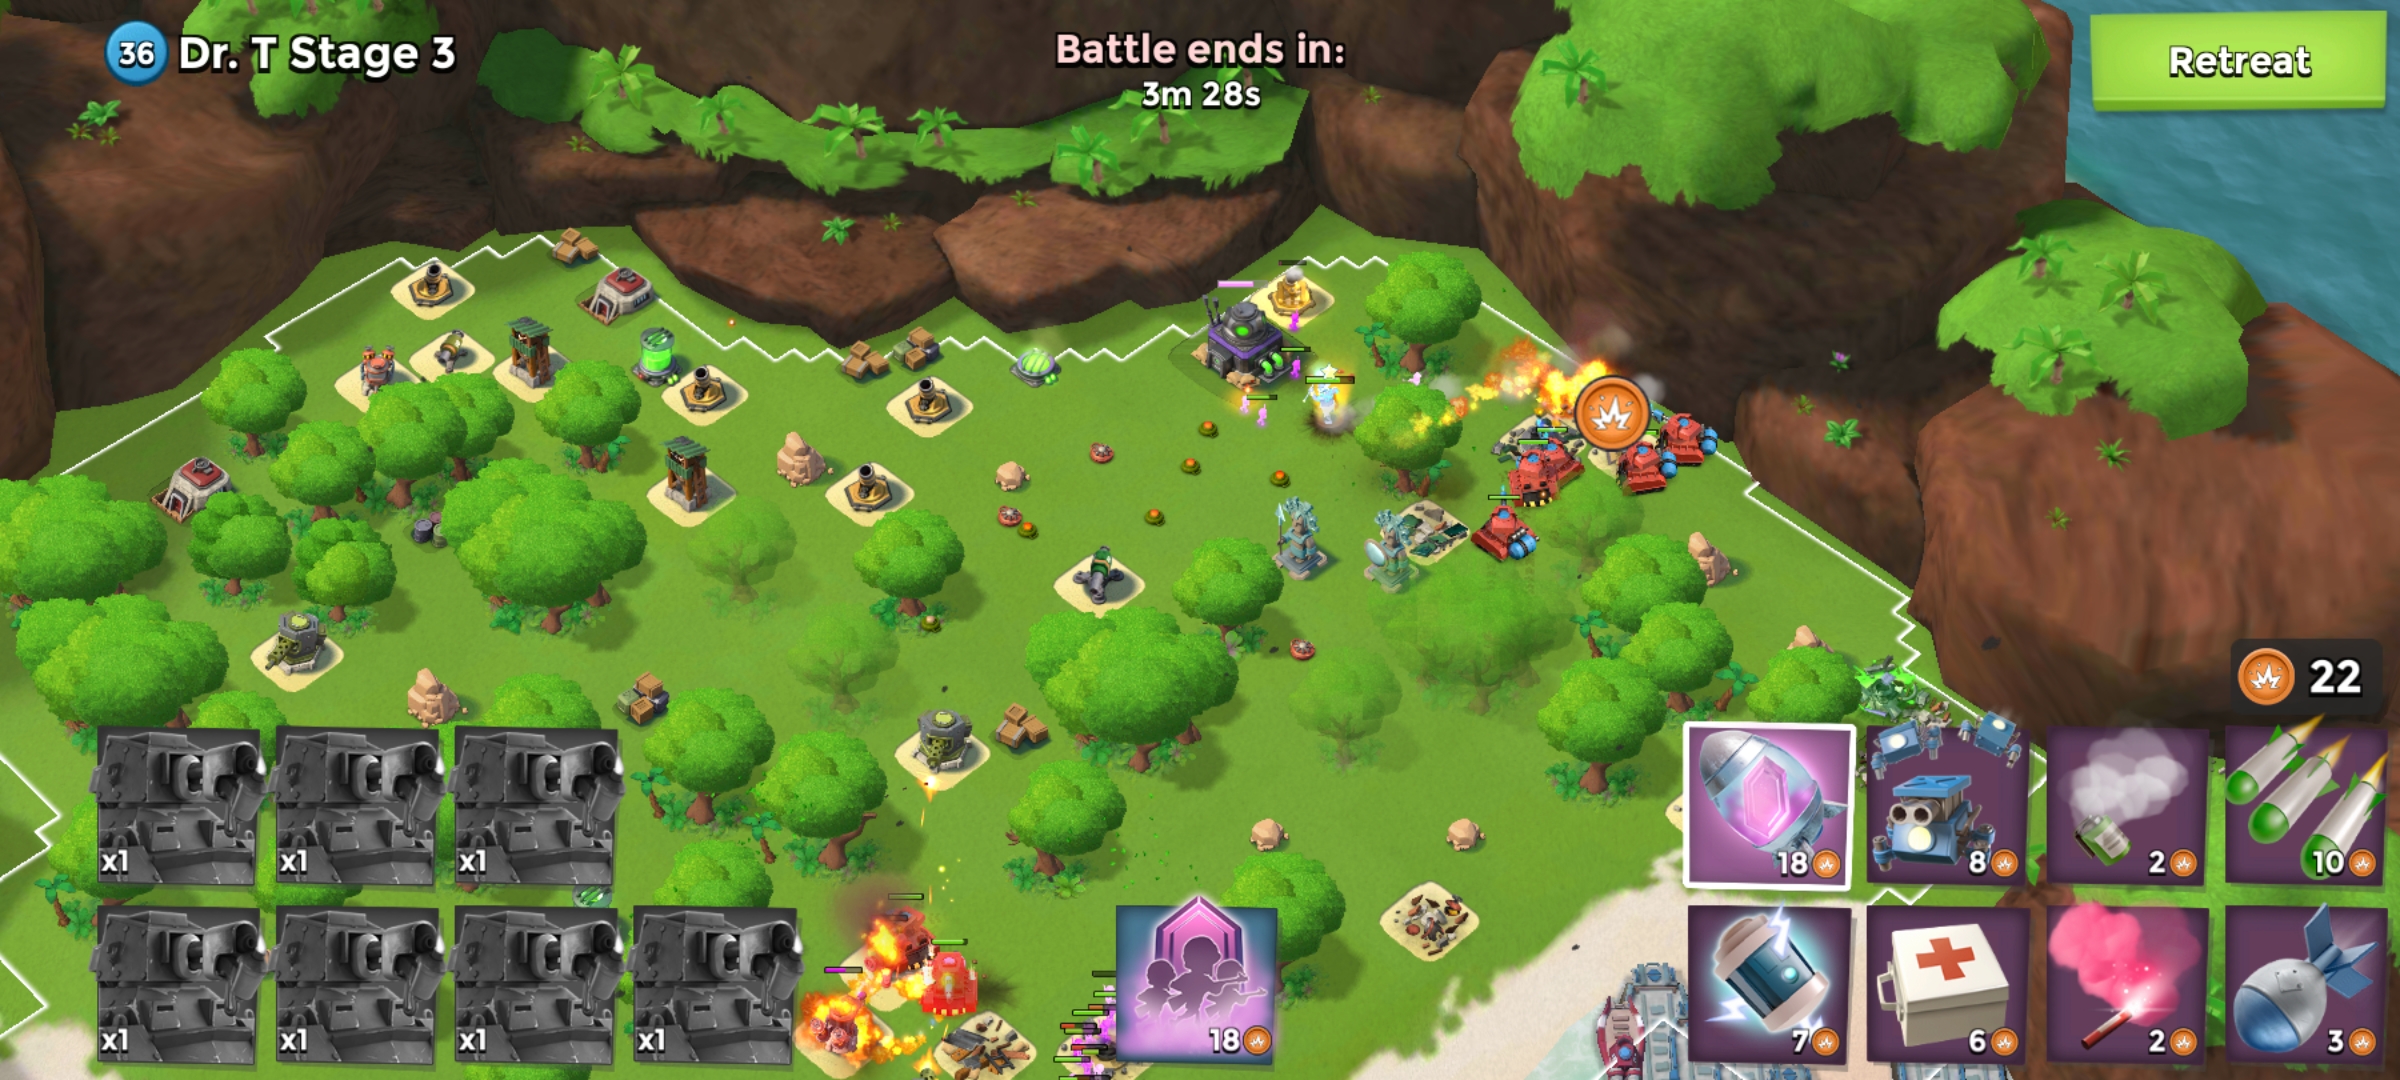 36 Dr. T Stage 3
Battle ends in:
3m 28s
Retreat
22
x1 x1 x1
18 8 2 10
x1 x1 x1 x1
18
7 6 2 3